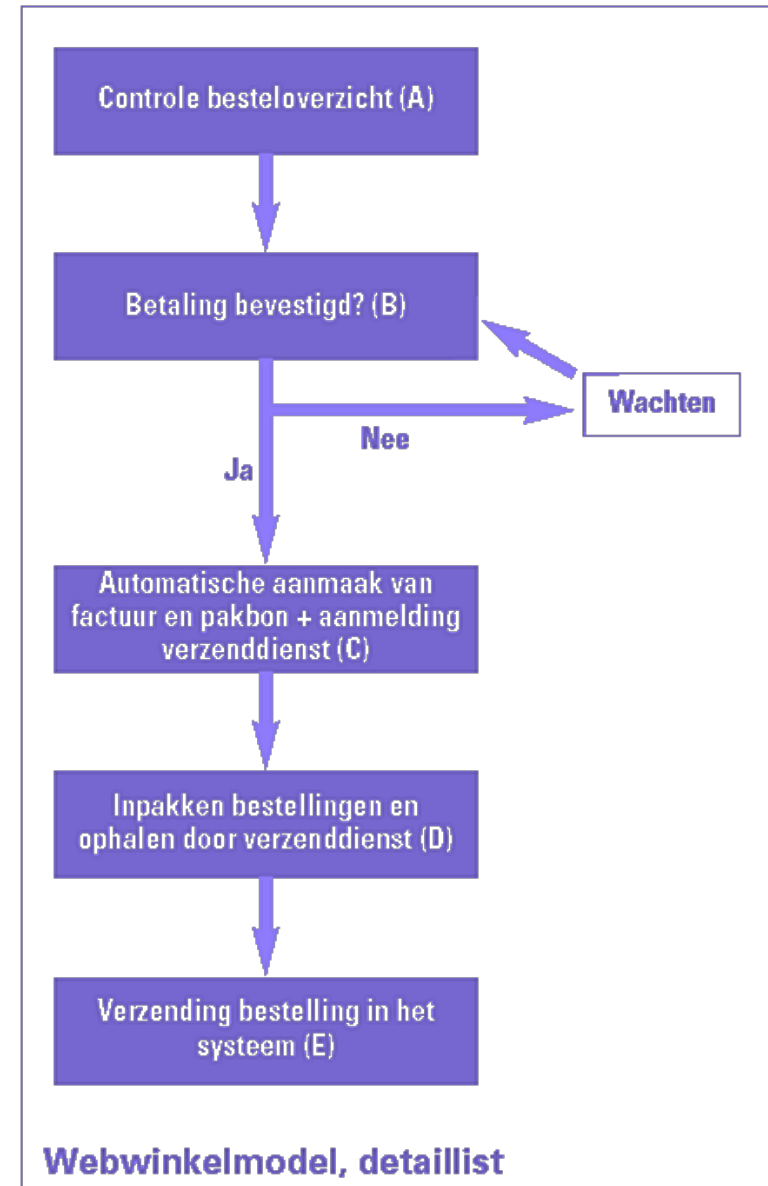 Controle besteloverzicht (A)
Betaling bevestigd? (B)
Wachten
Nee
Ja
Automatische aanmaak van
factuur en pakbon + aanmelding
verzenddienst (C)
Inpakken bestellingen en
ophalen door verzenddienst (D)
Verzending bestelling in het
systeem (E)
Webwinkelmodel, detaillist